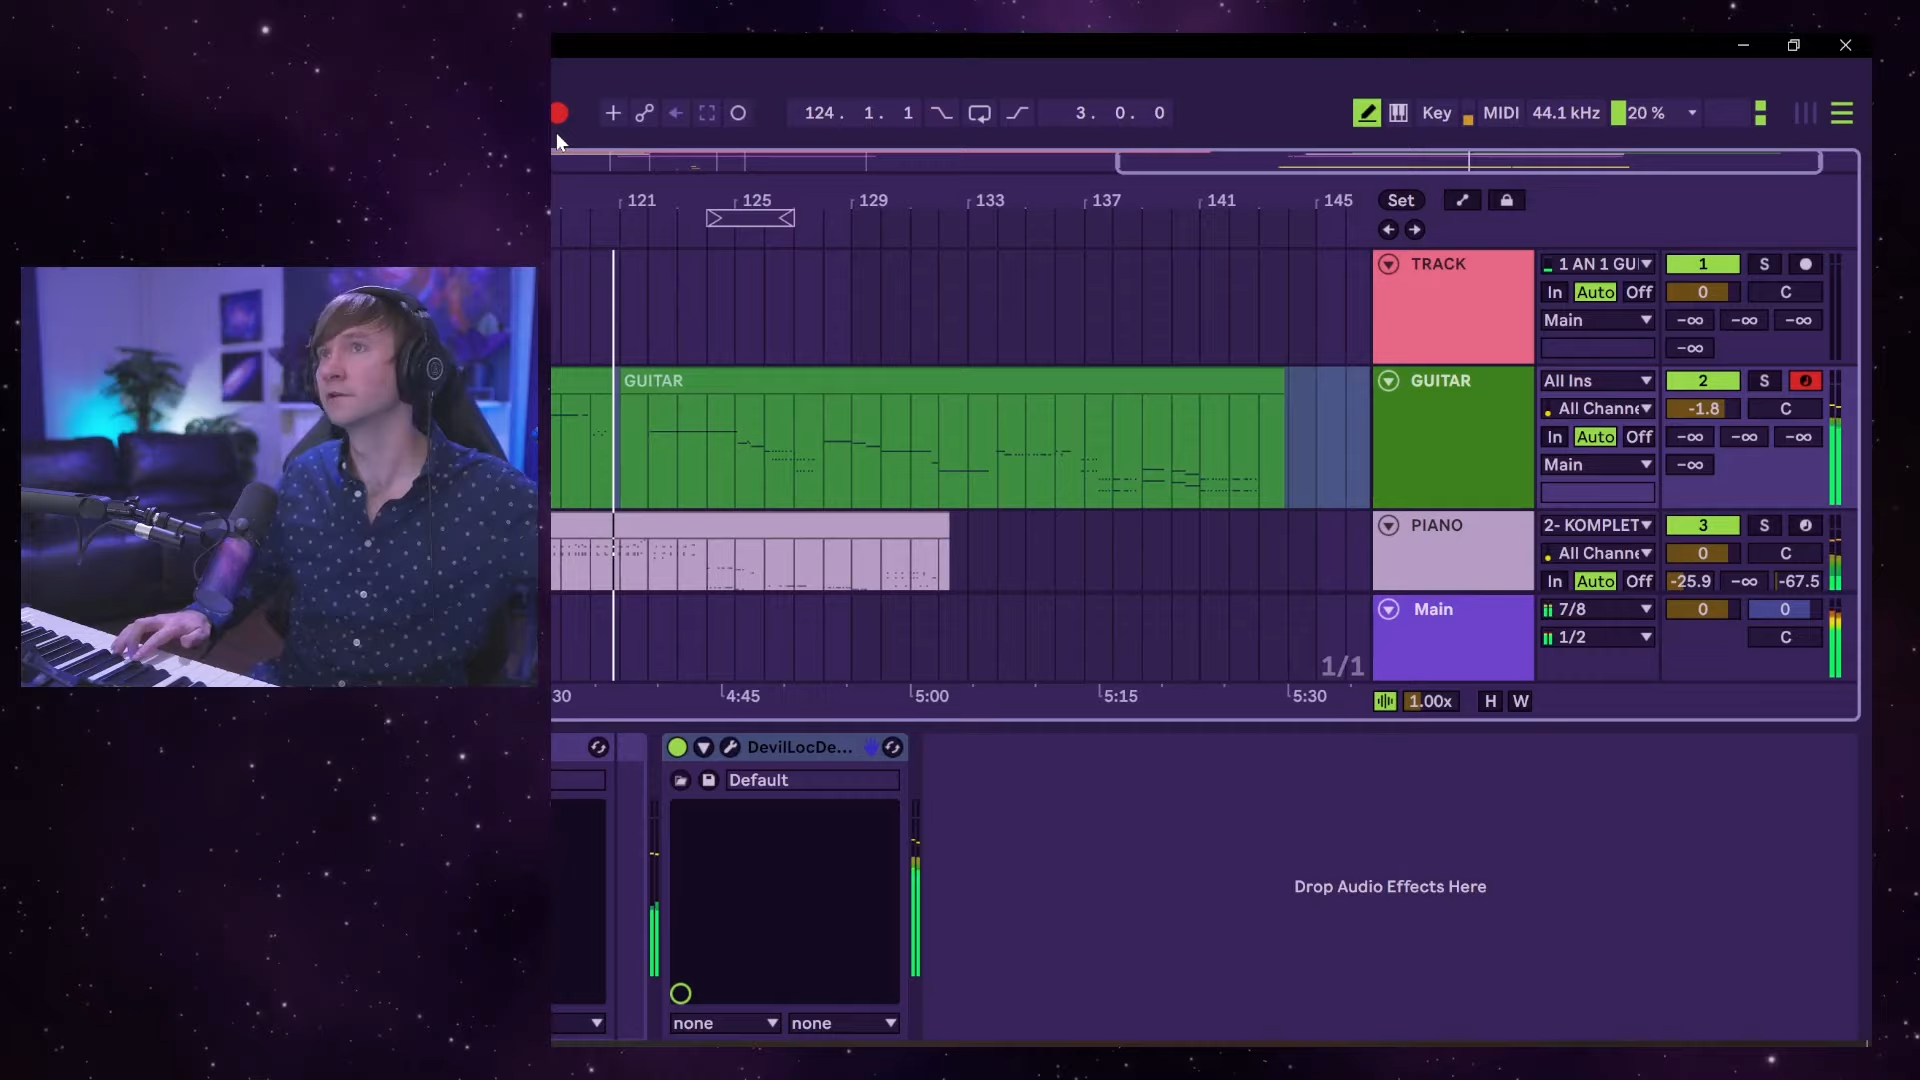 124. 1. 1
3. 0. 0
Key
MIDI
44.1 kHz
20 %
121
125
129
133
137
141
145
Set
TRACK
1 AN 1 GUI
1
S
In
Auto
Off
0
C
Main
-∞
-∞
-∞
-∞
GUITAR
GUITAR
All Ins
2
S
All Channe
-1.8
C
In
Auto
Off
-∞
-∞
-∞
Main
-∞
PIANO
2- KOMPLET
3
S
All Channe
0
C
In
Auto
Off
-25.9
-∞
-67.5
Main
7/8
0
0
1/2
C
1/1
30
4:45
5:00
5:15
5:30
1.00x
H
W
DevilLocDe...
Default
Drop Audio Effects Here
none
none